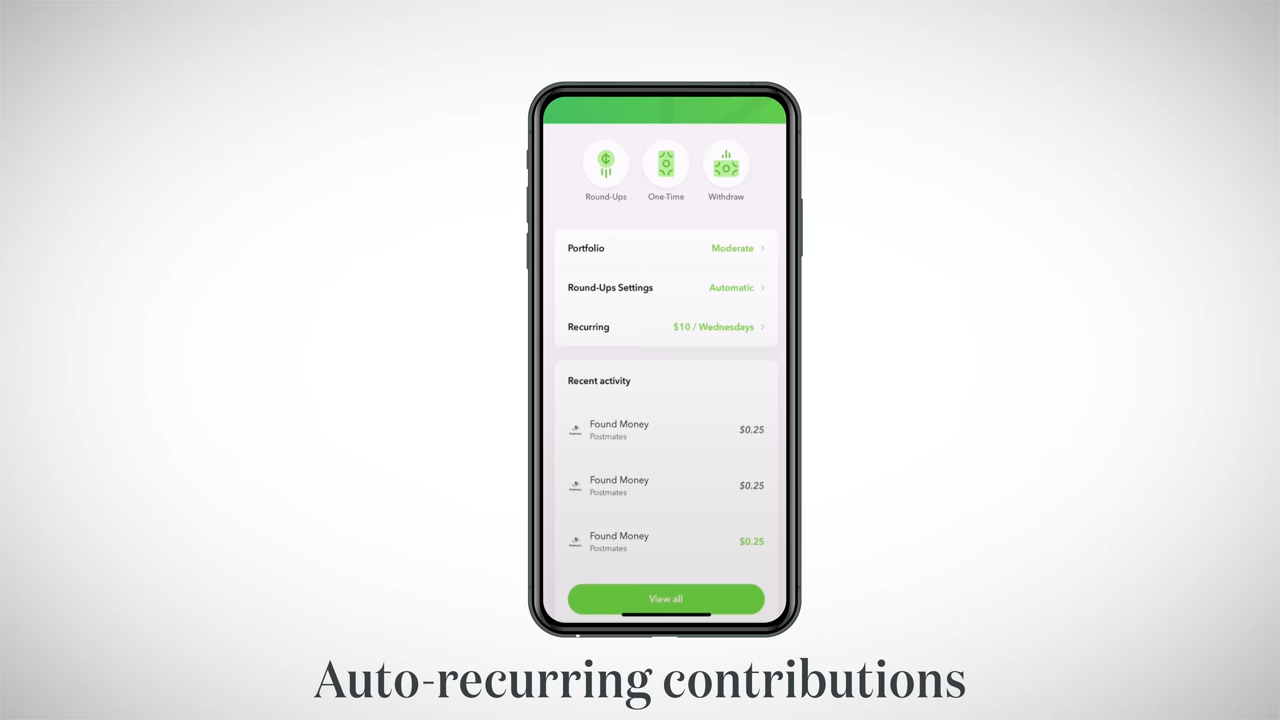 Round-Ups One-Time Withdraw
Portfolio Moderate
Round-Ups Settings Automatic
Recurring $10 / Wednesdays
Recent activity
Found Money $0.25
Postmates
Found Money $0.25
Postmates
Found Money $0.25
Postmates
View all
Auto-recurring contributions